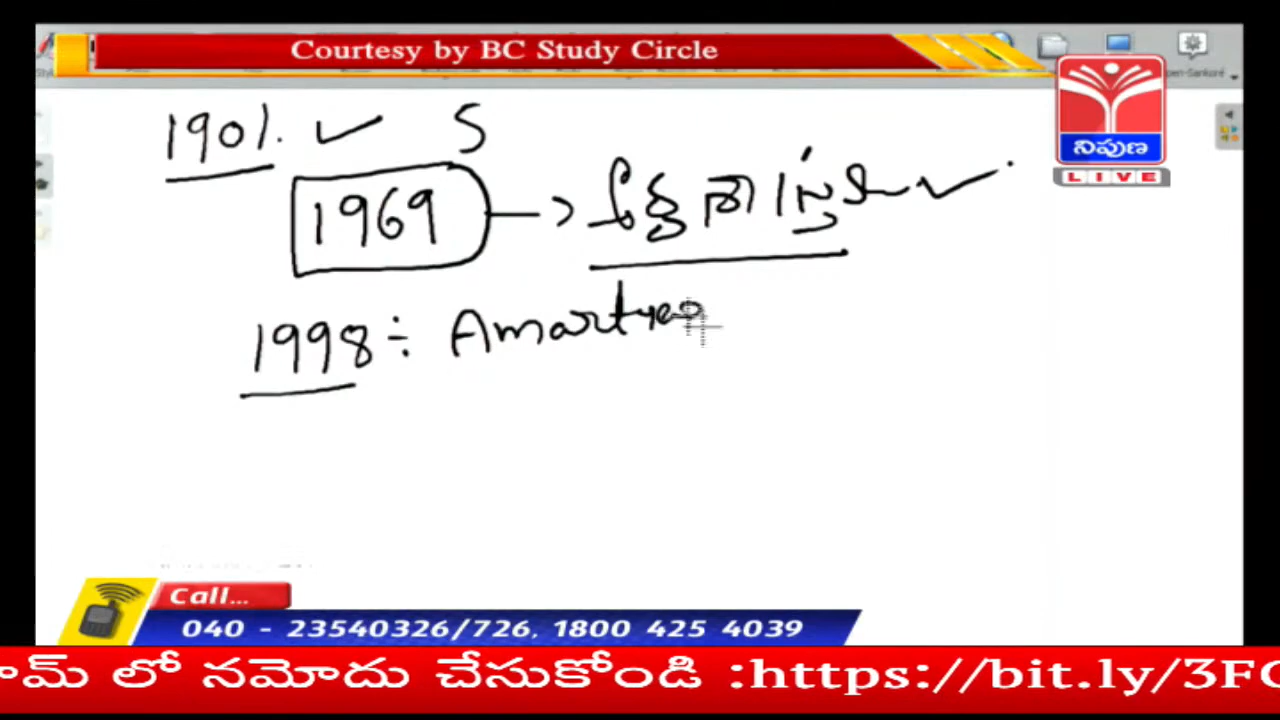 Courtesy by BC Study Circle
1901. ✓ 5
1969 → అర్థశాస్త్రం ✓
నిపుణ
LIVE
1998 ÷ Amartya
Call...
040 - 23540326/726, 1800 425 4039
ామ్ లో నమోదు చేసుకోండి :https://bit.ly/3F